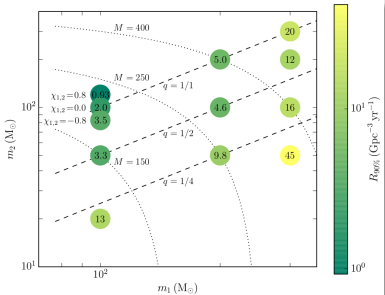 M = 400
20
5.0
12
M = 250
χ₁,₂ = 0.8
0.93
q = 1/1
χ₁,₂ = 0.0
2.0
4.6
16
10²
χ₁,₂ = −0.8
3.5
q = 1/2
3.3
M = 150
9.8
45
q = 1/4
13
10¹
10²
m₁ (M☉)
m₂ (M☉)
10¹
10⁰
R₉₀% (Gpc⁻³ yr⁻¹)